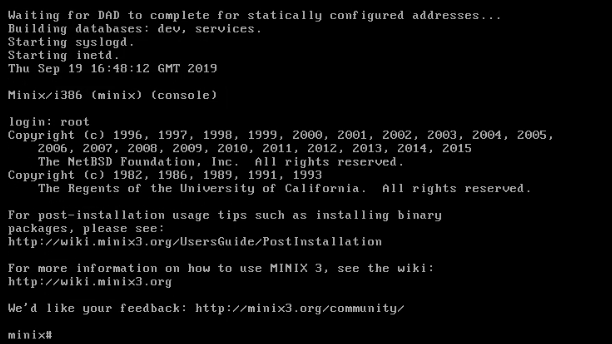 Waiting for DAD to complete for statically configured addresses...
Building databases: dev, services.
Starting syslogd.
Starting inetd.
Thu Sep 19 16:48:12 GMT 2019
Minix/i386 (minix) (console)
login: root
Copyright (c) 1996, 1997, 1998, 1999, 2000, 2001, 2002, 2003, 2004, 2005,
2006, 2007, 2008, 2009, 2010, 2011, 2012, 2013, 2014, 2015
The NetBSD Foundation, Inc.  All rights reserved.
Copyright (c) 1982, 1986, 1989, 1991, 1993
The Regents of the University of California.  All rights reserved.
For post-installation usage tips such as installing binary
packages, please see:
http://wiki.minix3.org/UsersGuide/PostInstallation
For more information on how to use MINIX 3, see the wiki:
http://wiki.minix3.org
We'd like your feedback: http://minix3.org/community/
minix#